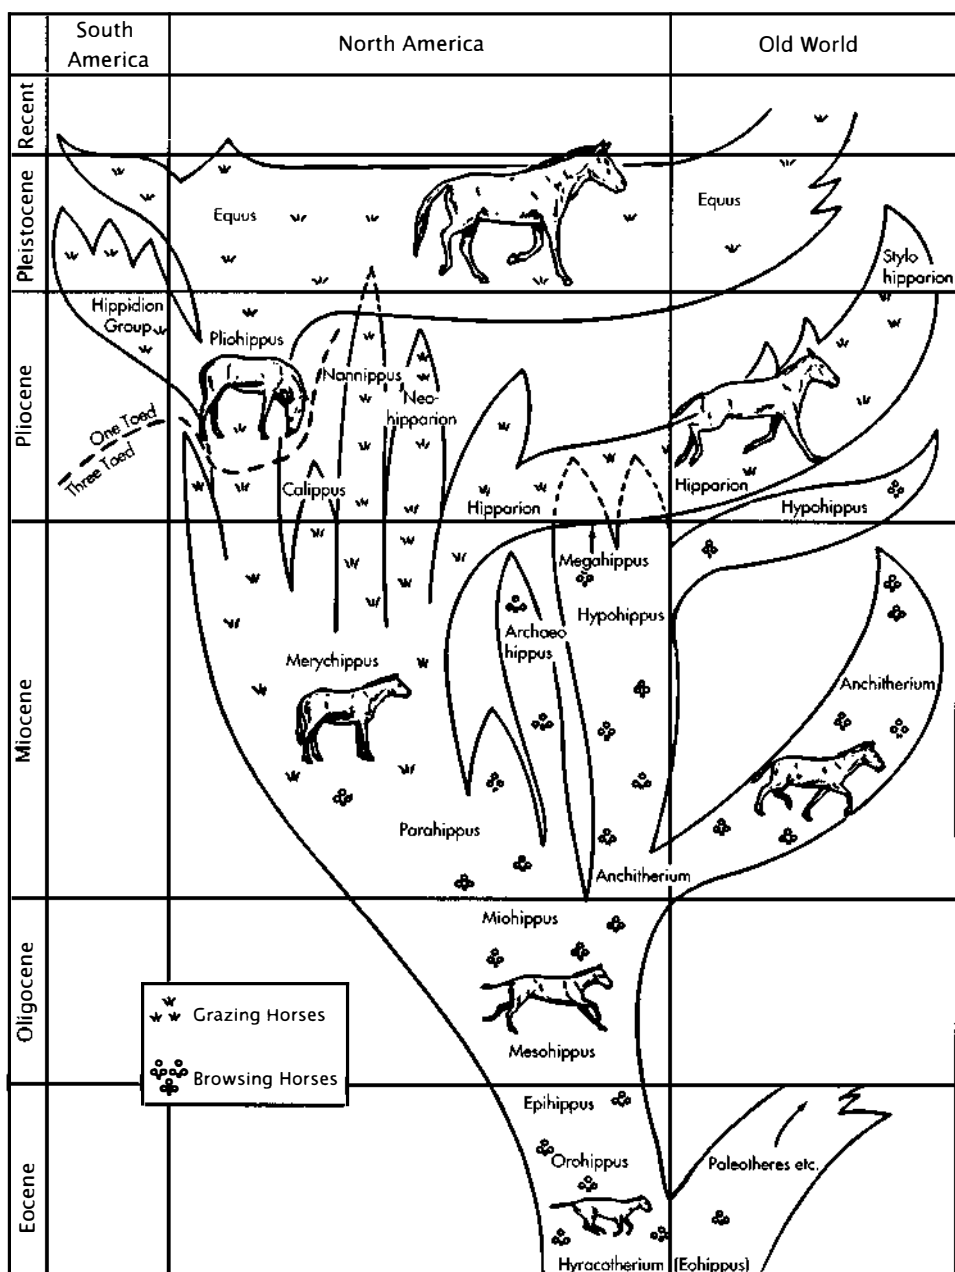 South
America
North America
Old World
Recent
Pleistocene
Equus
Equus
Stylo
hipparion
Hippidion
Group
Pliocene
Pliohippus
Nannippus
Neo-
hipparion
One Toed
Three Toed
Calippus
Hipparion
Hipparion
Hypohippus
Miocene
Megahippus
Hypohippus
Archaeo
hippus
Merychippus
Anchitherium
Parahippus
Anchitherium
Oligocene
Miohippus
Grazing Horses
Mesohippus
Browsing Horses
Eocene
Epihippus
Orohippus
Paleotheres etc.
Hyracotherium (Eohippus)